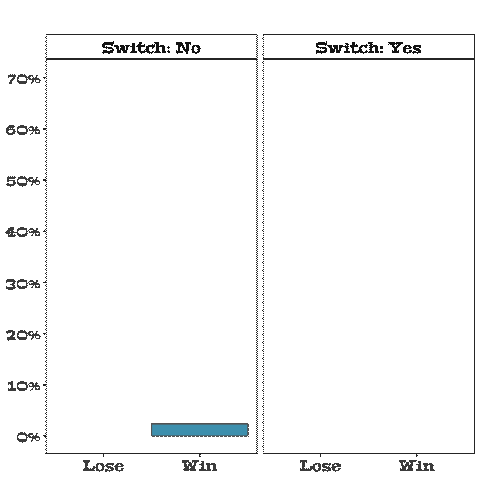 Switch: No
Switch: Yes
70%
60%
50%
40%
30%
20%
10%
0%
Lose
Win
Lose
Win